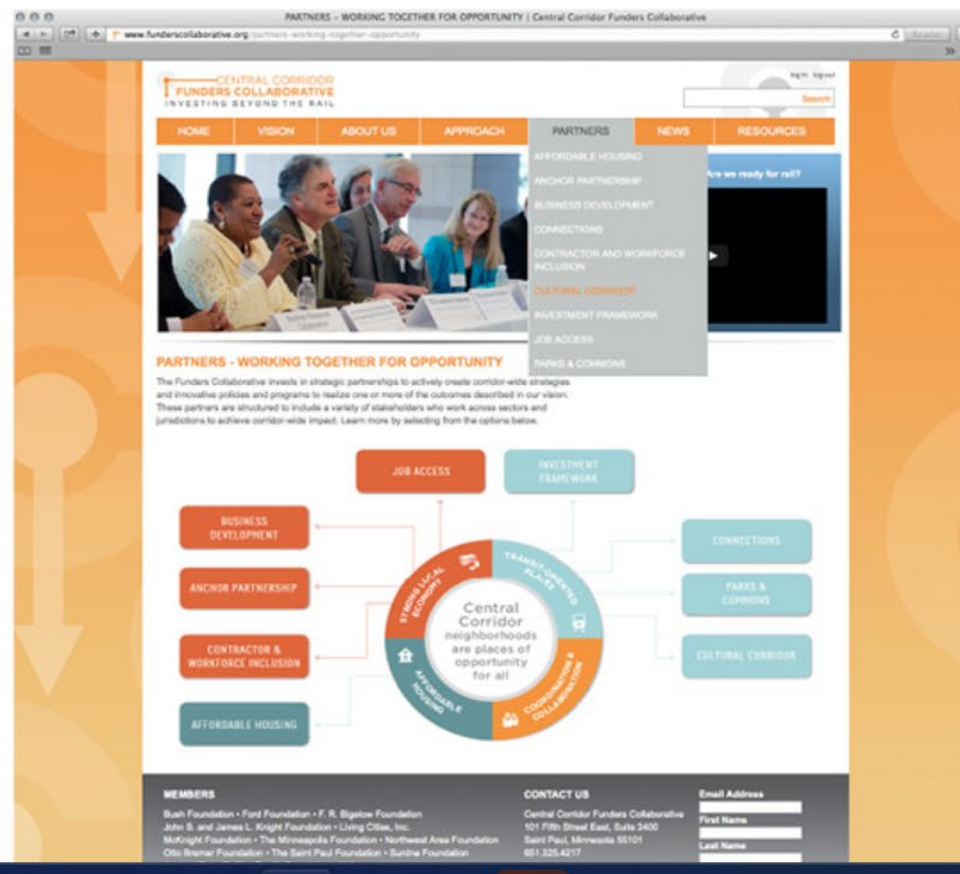 PARTNERS – WORKING TOGETHER FOR OPPORTUNITY | Central Corridor Funders Collaborative
www.funderscollaborative.org/partners-working-together-opportunity
Reader
log in log out
CENTRAL CORRIDOR
FUNDERS COLLABORATIVE
INVESTING BEYOND THE RAIL
Search
HOME VISION ABOUT US APPROACH PARTNERS NEWS RESOURCES
AFFORDABLE HOUSING
ANCHOR PARTNERSHIP
BUSINESS DEVELOPMENT
CONNECTIONS
CONTRACTOR AND WORKFORCE
INCLUSION
CULTURAL CORRIDOR
INVESTMENT FRAMEWORK
JOB ACCESS
PARKS & COMMONS
Are we ready for rail?
PARTNERS - WORKING TOGETHER FOR OPPORTUNITY
The Funders Collaborative invests in strategic partnerships to actively create corridor-wide strategies
and innovative policies and programs to realize one or more of the outcomes described in our vision.
These partners are structured to include a variety of stakeholders who work across sectors and
jurisdictions to achieve corridor-wide impact. Learn more by selecting from the options below.
JOB ACCESS
INVESTMENT
FRAMEWORK
BUSINESS
DEVELOPMENT
CONNECTIONS
ANCHOR PARTNERSHIP
PARKS &
COMMONS
CONTRACTOR &
WORKFORCE INCLUSION
CULTURAL CORRIDOR
AFFORDABLE HOUSING
STRONG LOCAL
ECONOMY
TRANSIT-ORIENTED
PLACES
AFFORDABLE
HOUSING
COORDINATION &
COLLABORATION
Central
Corridor
neighborhoods
are places of
opportunity
for all
MEMBERS
Bush Foundation • Ford Foundation • F. R. Bigelow Foundation
John S. and James L. Knight Foundation • Living Cities, Inc.
McKnight Foundation • The Minneapolis Foundation • Northwest Area Foundation
Otto Bremer Foundation • The Saint Paul Foundation • Surdna Foundation
CONTACT US
Central Corridor Funders Collaborative
101 Fifth Street East, Suite 2400
Saint Paul, Minnesota 55101
651.325.4217
Email Address
First Name
Last Name